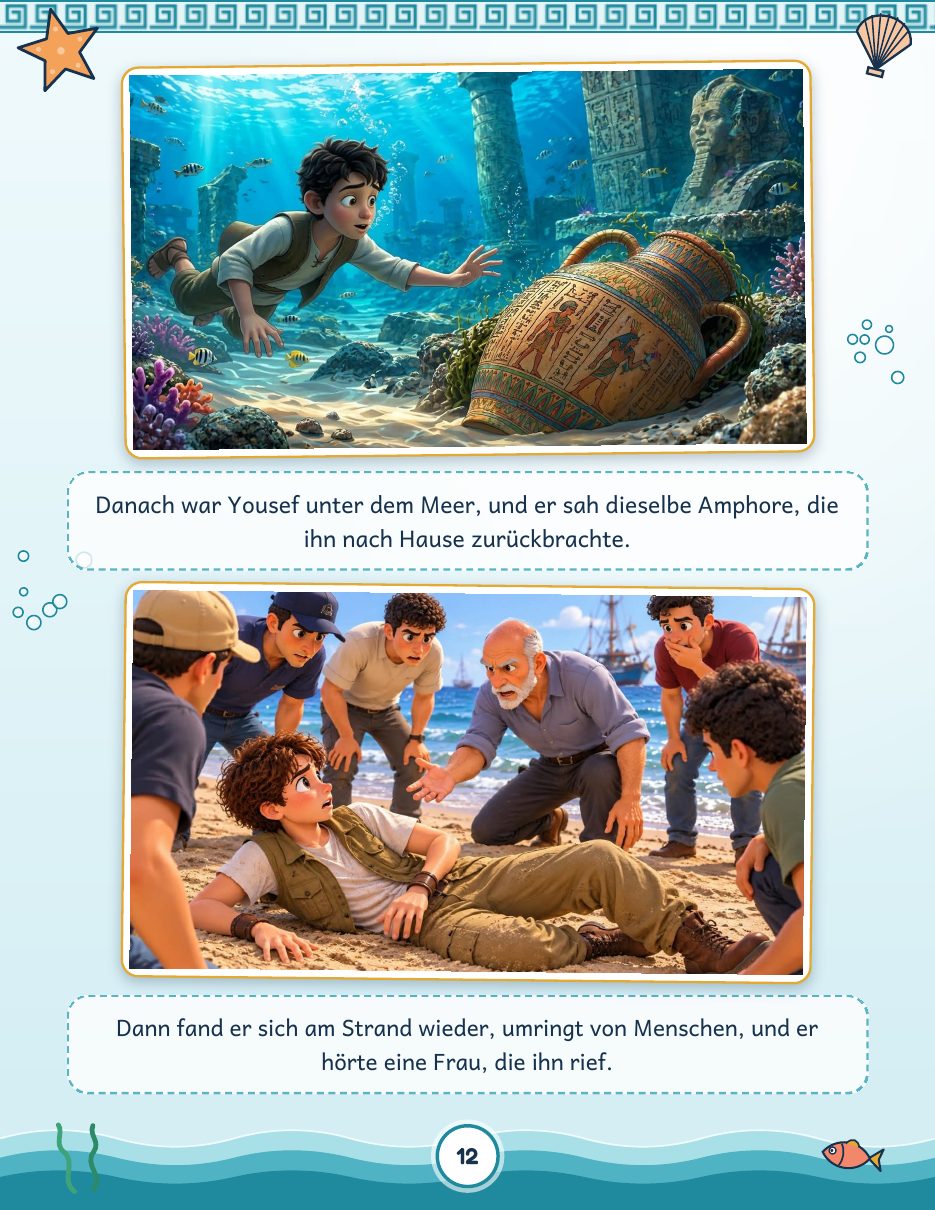 Danach war Yousef unter dem Meer, und er sah dieselbe Amphore, die
ihn nach Hause zurückbrachte.
Dann fand er sich am Strand wieder, umringt von Menschen, und er
hörte eine Frau, die ihn rief.
12